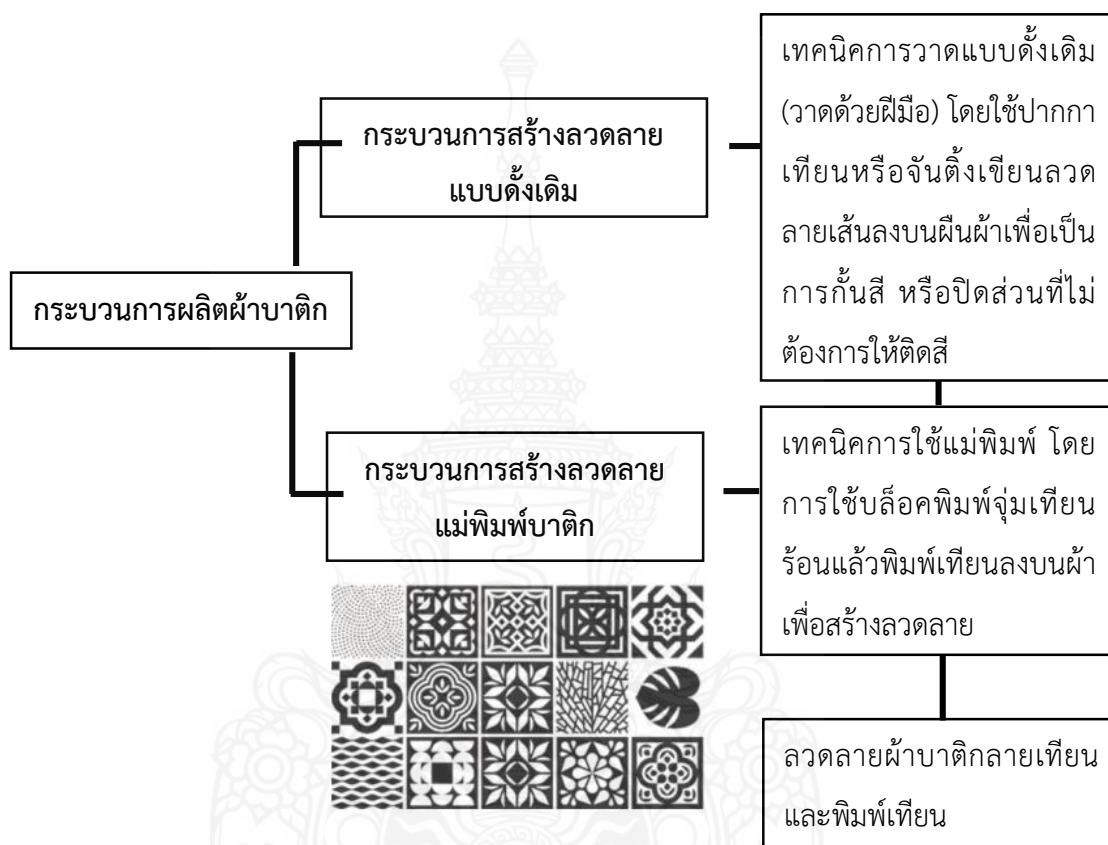 กระบวนการผลิตผ้าบาติก
กระบวนการสร้างลวดลาย
แบบดั้งเดิม
เทคนิคการวาดแบบดั้งเดิม
(วาดด้วยฝีมือ) โดยใช้ปากกา
เทียนหรือจันติ้งเขียนลวด
ลายเส้นลงบนผืนผ้าเพื่อเป็น
การกั้นสี หรือปิดส่วนที่ไม่
ต้องการให้ติดสี
กระบวนการสร้างลวดลาย
แม่พิมพ์บาติก
เทคนิคการใช้แม่พิมพ์ โดย
การใช้บล็อคพิมพ์จุ่มเทียน
ร้อนแล้วพิมพ์เทียนลงบนผ้า
เพื่อสร้างลวดลาย
ลวดลายผ้าบาติกลายเทียน
และพิมพ์เทียน